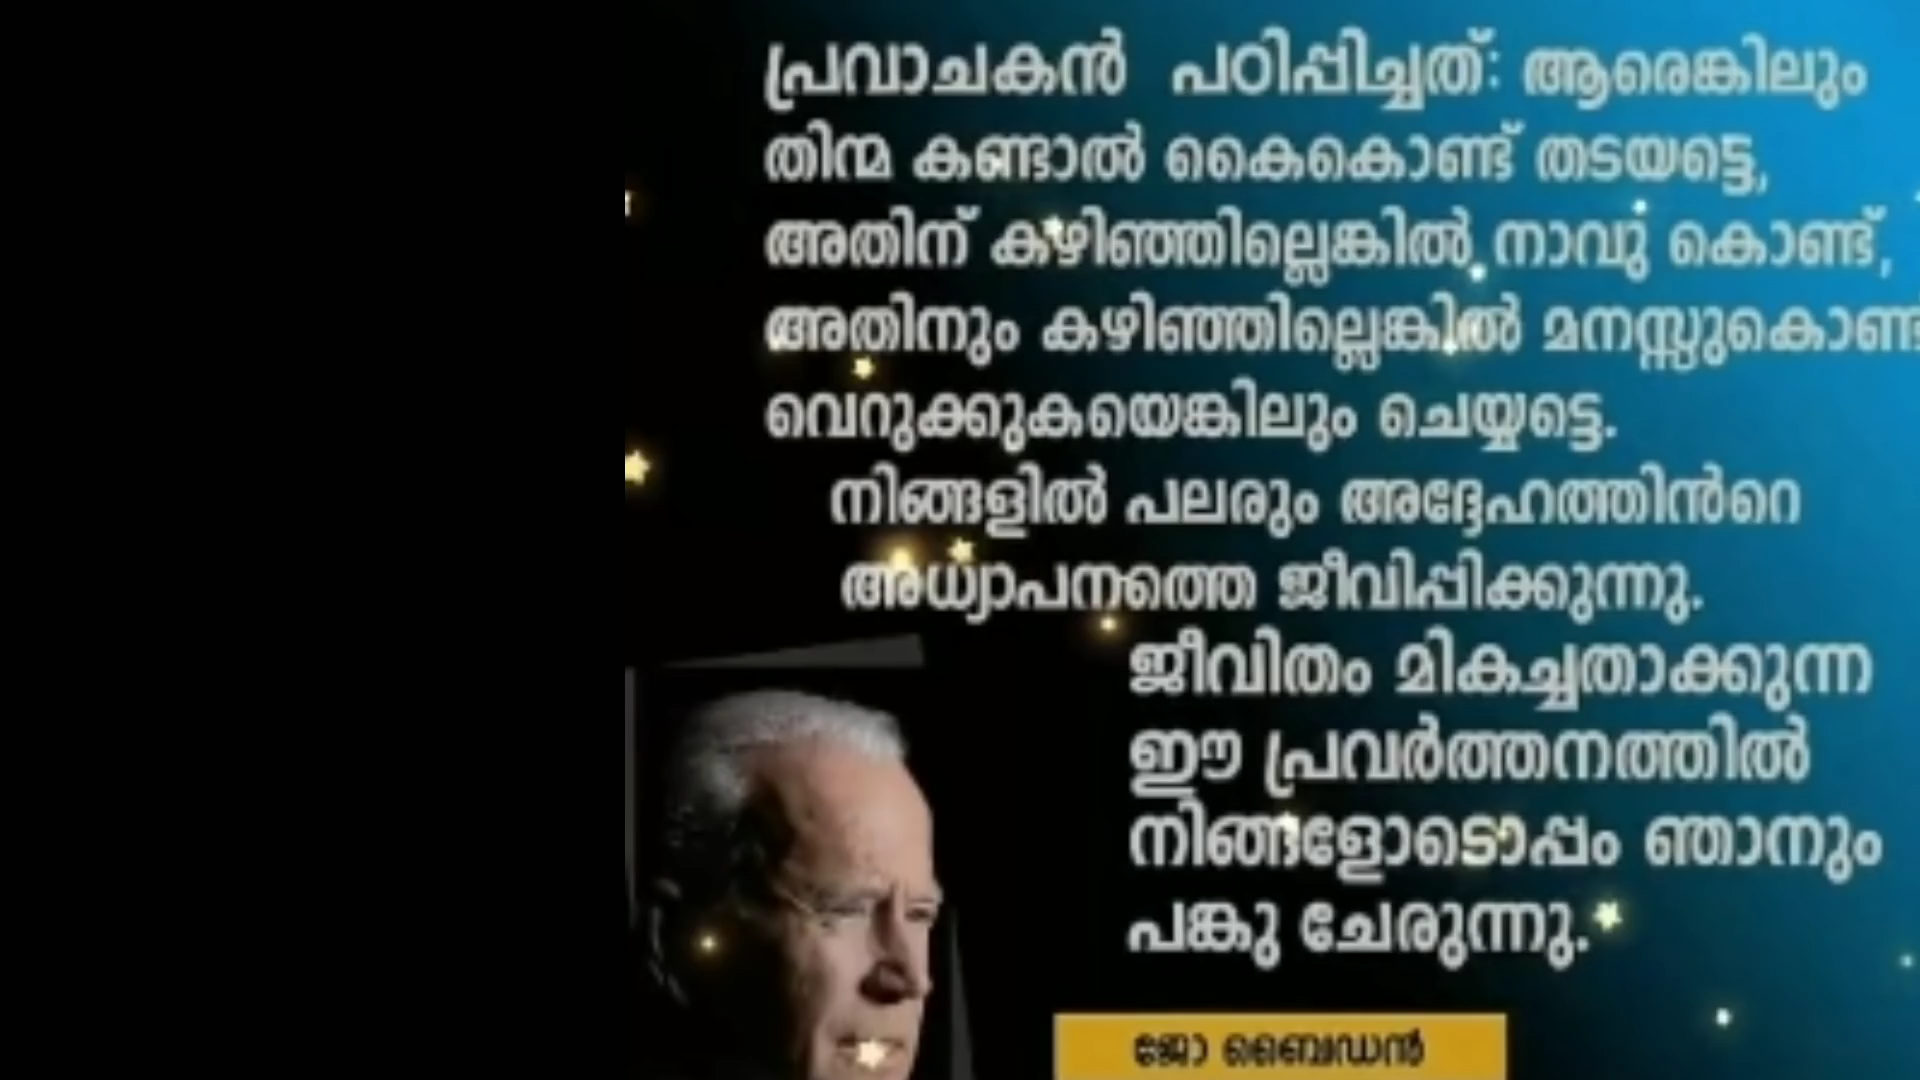 പ്രവാചകൻ പഠിപ്പിച്ചത്: ആരെങ്കിലും
തിന്മ കണ്ടാൽ കൈകൊണ്ട് തടയട്ടെ,
അതിന് കഴിഞ്ഞില്ലെങ്കിൽ നാവു കൊണ്ട്,
അതിനും കഴിഞ്ഞില്ലെങ്കിൽ മനസ്സുകൊണ്ട
വെറുക്കുകയെങ്കിലും ചെയ്യട്ടെ.
നിങ്ങളിൽ പലരും അദ്ദേഹത്തിൻറെ
അധ്യാപനത്തെ ജീവിപ്പിക്കുന്നു.
ജീവിതം മികച്ചതാക്കുന്ന
ഈ പ്രവർത്തനത്തിൽ
നിങ്ങളോടൊപ്പം ഞാനും
പങ്കു ചേരുന്നു.
ജോ ബൈഡൻ